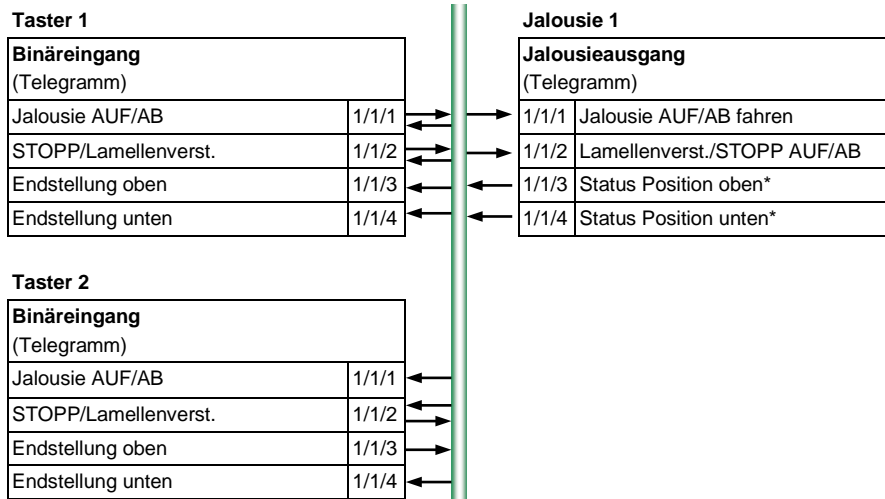 Taster 1
Binäreingang
(Telegramm)
Jalousie AUF/AB 1/1/1
STOPP/Lamellenverst. 1/1/2
Endstellung oben 1/1/3
Endstellung unten 1/1/4
Jalousie 1
Jalousieausgang
(Telegramm)
1/1/1 Jalousie AUF/AB fahren
1/1/2 Lamellenverst./STOPP AUF/AB
1/1/3 Status Position oben*
1/1/4 Status Position unten*
Taster 2
Binäreingang
(Telegramm)
Jalousie AUF/AB 1/1/1
STOPP/Lamellenverst. 1/1/2
Endstellung oben 1/1/3
Endstellung unten 1/1/4